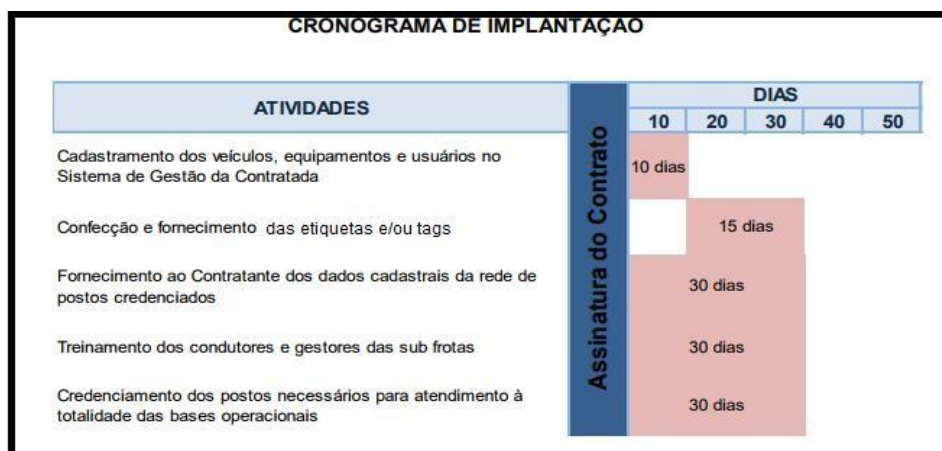 CRONOGRAMA DE IMPLANTAÇÃO
ATIVIDADES
Assinatura do Contrato
DIAS
10 20 30 40 50
Cadastramento dos veículos, equipamentos e usuários no
Sistema de Gestão da Contratada
10 dias
Confecção e fornecimento das etiquetas e/ou tags
15 dias
Fornecimento ao Contratante dos dados cadastrais da rede de
postos credenciados
30 dias
Treinamento dos condutores e gestores das sub frotas
30 dias
Credenciamento dos postos necessários para atendimento à
totalidade das bases operacionais
30 dias